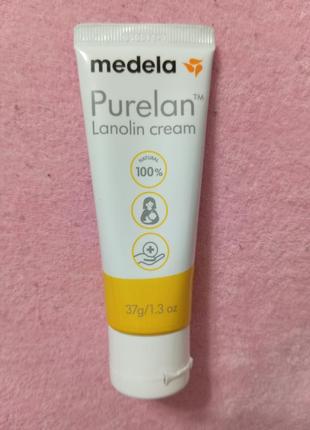 medela
Purelan™
Lanolin cream
NATURAL
100%
37g/1.3 oz